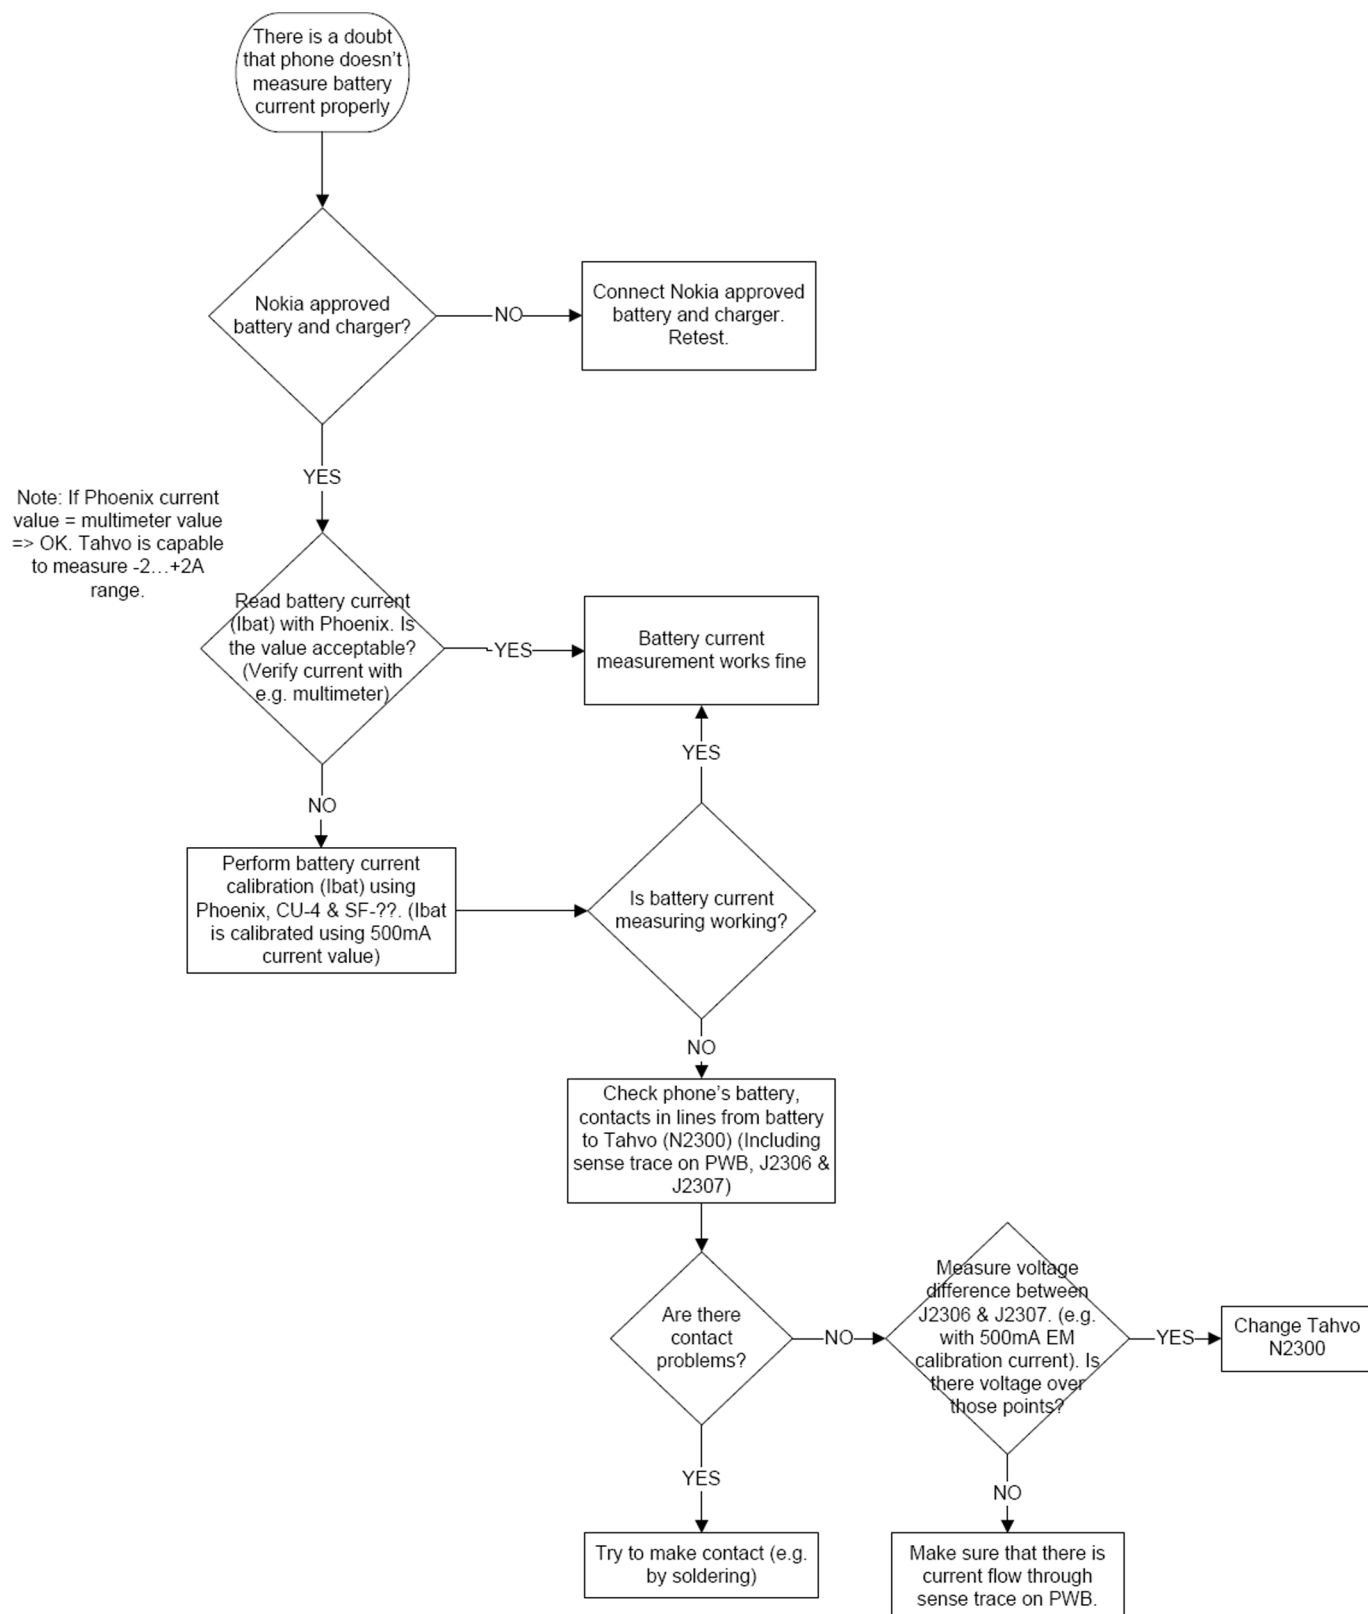 There is a doubt
that phone doesn't
measure battery
current properly
Nokia approved
battery and charger?
NO
Connect Nokia approved
battery and charger.
Retest.
YES
Note: If Phoenix current
value = multimeter value
=> OK. Tahvo is capable
to measure -2…+2A
range.
Read battery current
(Ibat) with Phoenix. Is
the value acceptable?
(Verify current with
e.g. multimeter)
YES
Battery current
measurement works fine
YES
NO
Perform battery current
calibration (Ibat) using
Phoenix, CU-4 & SF-??. (Ibat
is calibrated using 500mA
current value)
Is battery current
measuring working?
NO
Check phone's battery,
contacts in lines from battery
to Tahvo (N2300) (Including
sense trace on PWB, J2306 &
J2307)
Are there
contact
problems?
NO
Measure voltage
difference between
J2306 & J2307. (e.g.
with 500mA EM
calibration current). Is
there voltage over
those points?
YES
Change Tahvo
N2300
YES
NO
Try to make contact (e.g.
by soldering)
Make sure that there is
current flow through
sense trace on PWB.